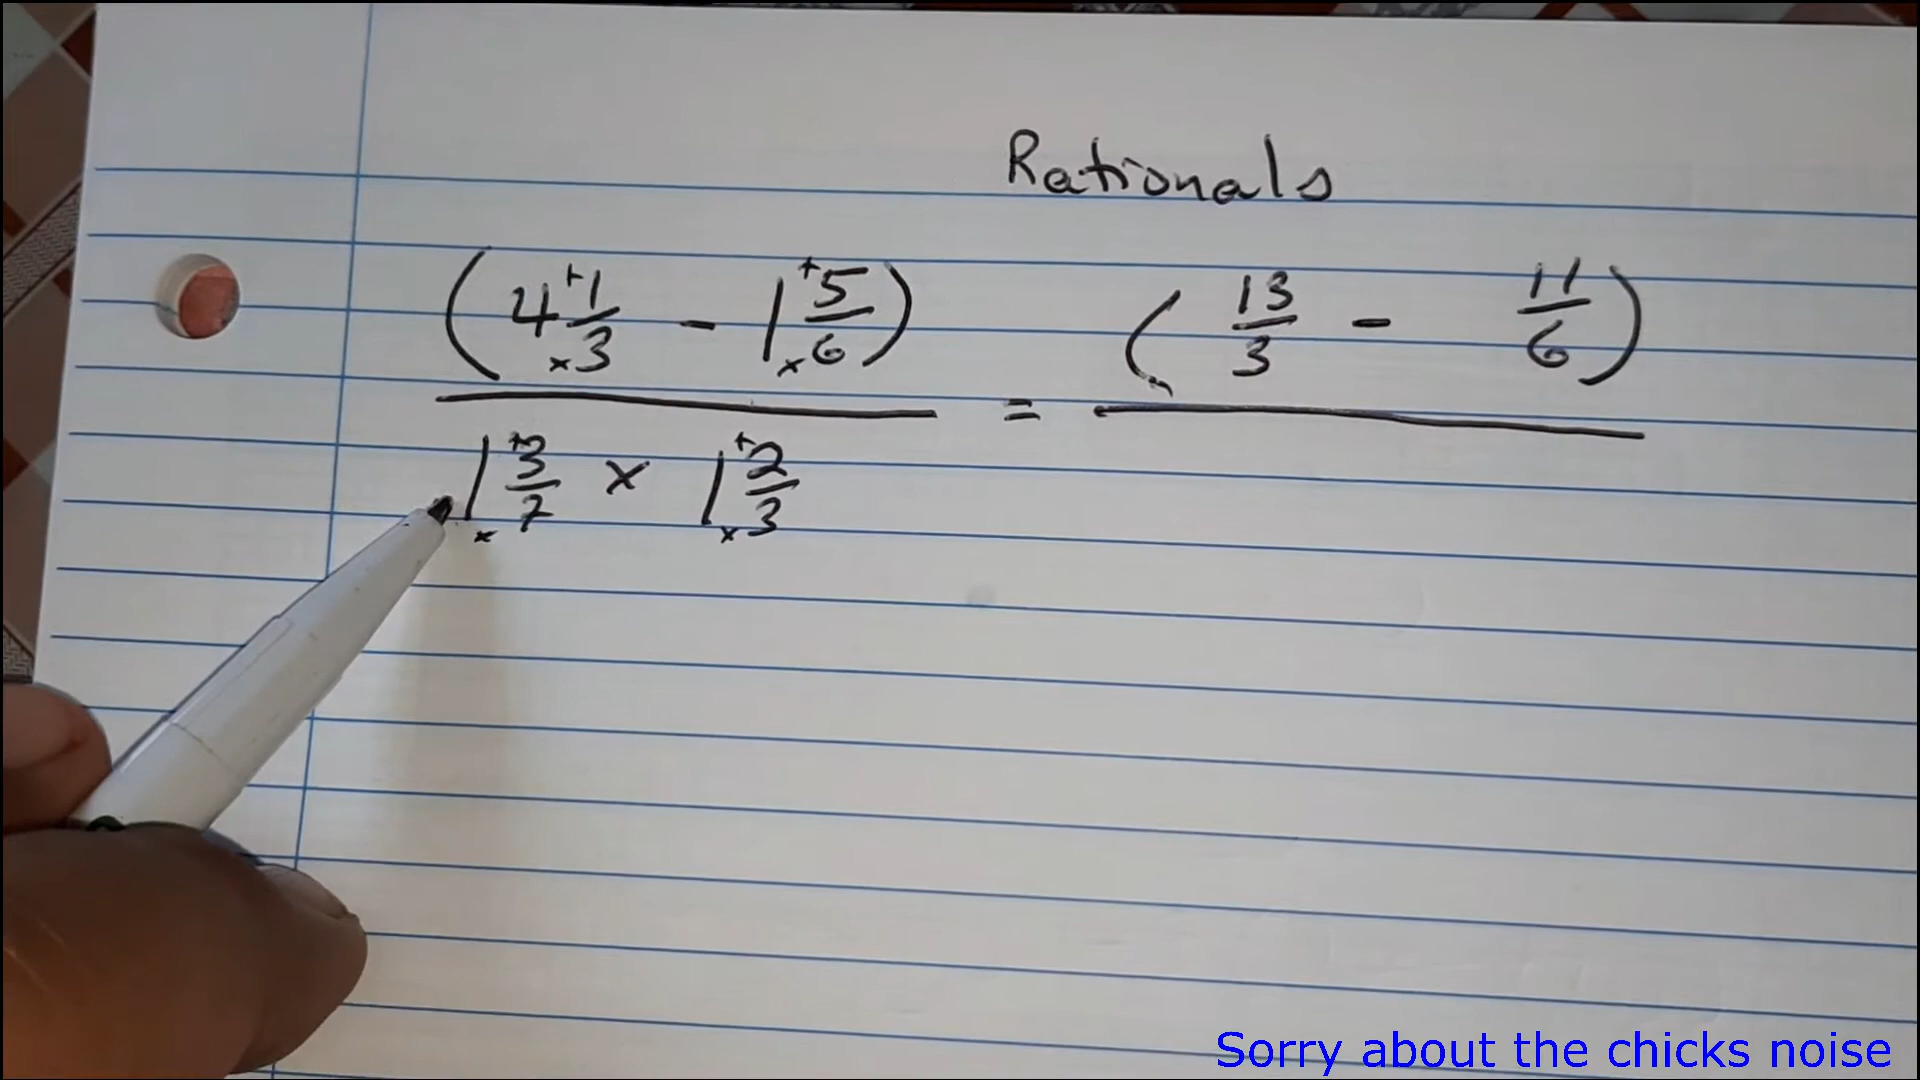 Rationals
(4 +1/×3 - 1 +5/×6) / (1 +3/×7 × 1 +2/×3) = (13/3 - 11/6) /
Sorry about the chicks noise